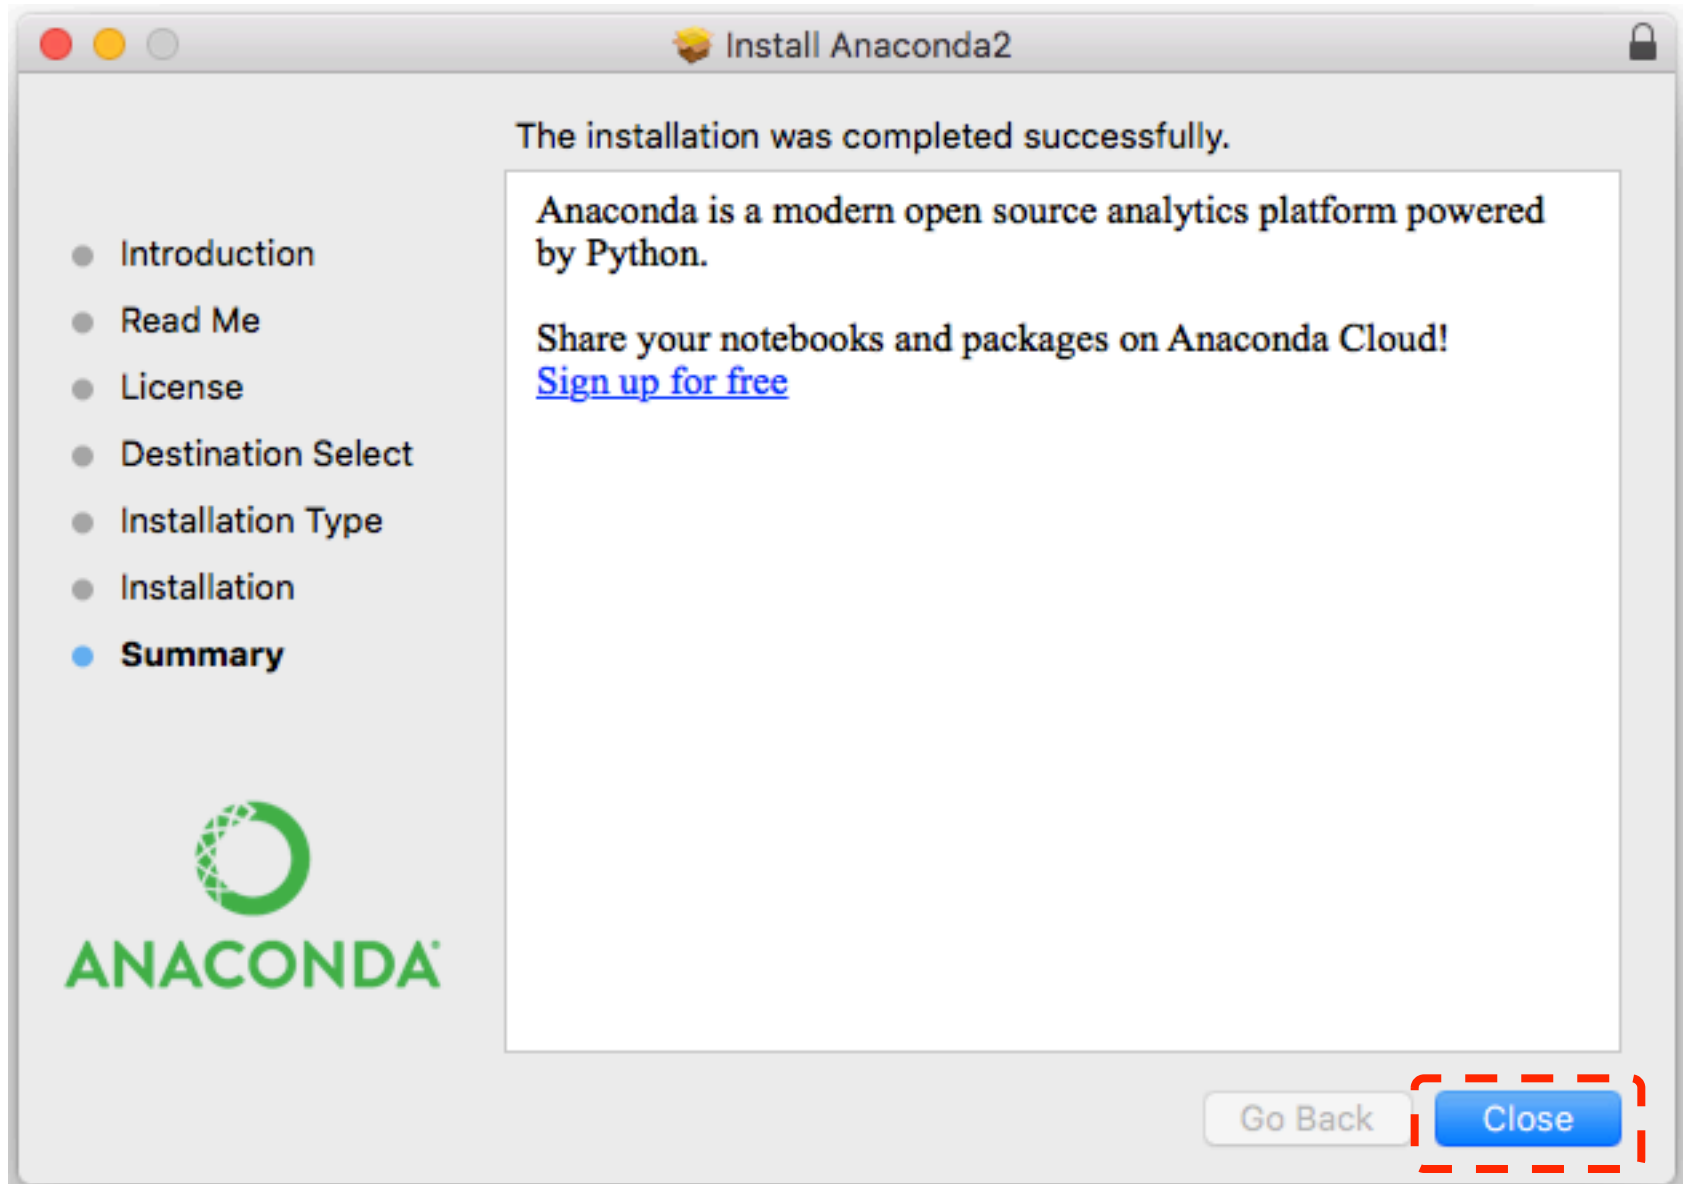 Install Anaconda2
The installation was completed successfully.
Introduction
Read Me
License
Destination Select
Installation Type
Installation
Summary
Anaconda is a modern open source analytics platform powered
by Python.
Share your notebooks and packages on Anaconda Cloud!
Sign up for free
ANACONDA
Go Back
Close